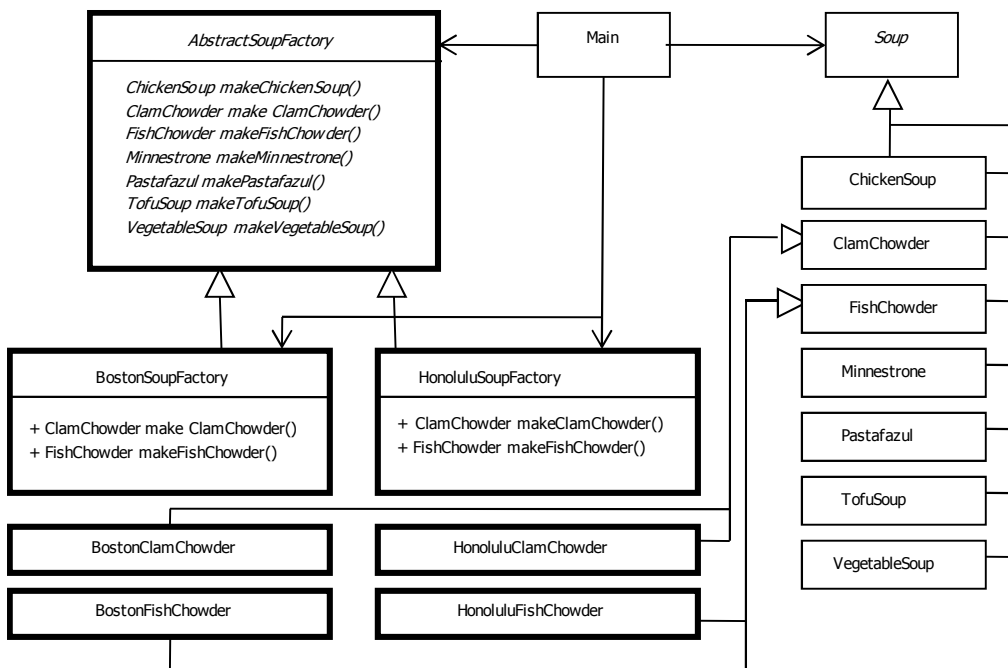 AbstractSoupFactory
ChickenSoup makeChickenSoup()
ClamChowder make ClamChowder()
FishChowder makeFishChowder()
Minnestrone makeMinnestrone()
Pastafazul makePastafazul()
TofuSoup makeTofuSoup()
VegetableSoup makeVegetableSoup()
Main
Soup
ChickenSoup
ClamChowder
FishChowder
Minnestrone
Pastafazul
TofuSoup
VegetableSoup
BostonSoupFactory
+ ClamChowder make ClamChowder()
+ FishChowder makeFishChowder()
HonoluluSoupFactory
+ ClamChowder makeClamChowder()
+ FishChowder makeFishChowder()
BostonClamChowder
HonoluluClamChowder
BostonFishChowder
HonoluluFishChowder